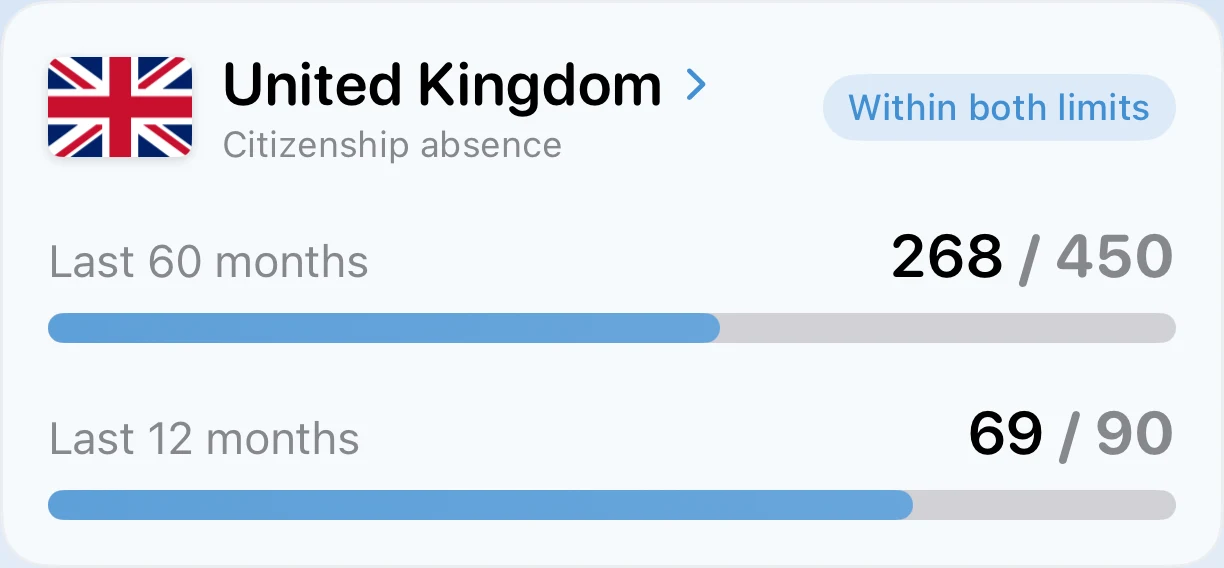 United Kingdom
Citizenship absence
Within both limits
Last 60 months
268 / 450
Last 12 months
69 / 90